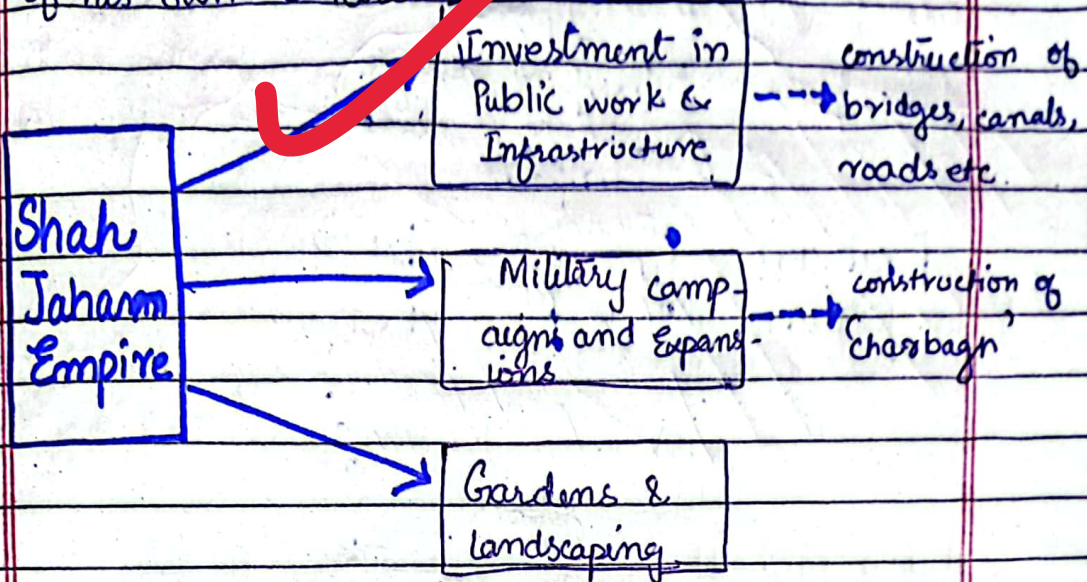 Shah
Jahann
Empire
Investment in
Public work &
Infrastructure
construction of
bridges, canals,
roads etc.
Military camp-
aigns and Expans-
ions
construction of
'Charbagh'
Gardens &
landscaping